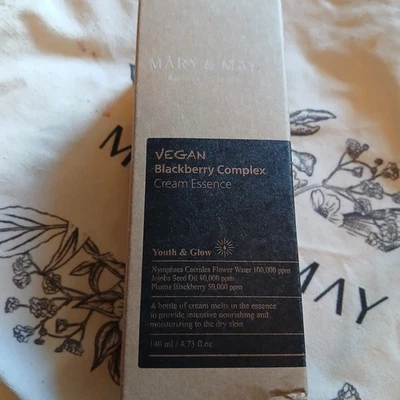 MARY & MAY
VEGAN
Blackberry Complex
Cream Essence
Youth & Glow
Nymphaea Caerulea Flower Water 100,000 ppm
Jojoba Seed Oil 80,000 ppm
Plasma Blackberry 50,000 ppm
A bottle of cream melts in the essence
to provide intensive nourishing and
moisturizing to the dry skin
140 ml / 4.73 fl.oz.
M
MAY